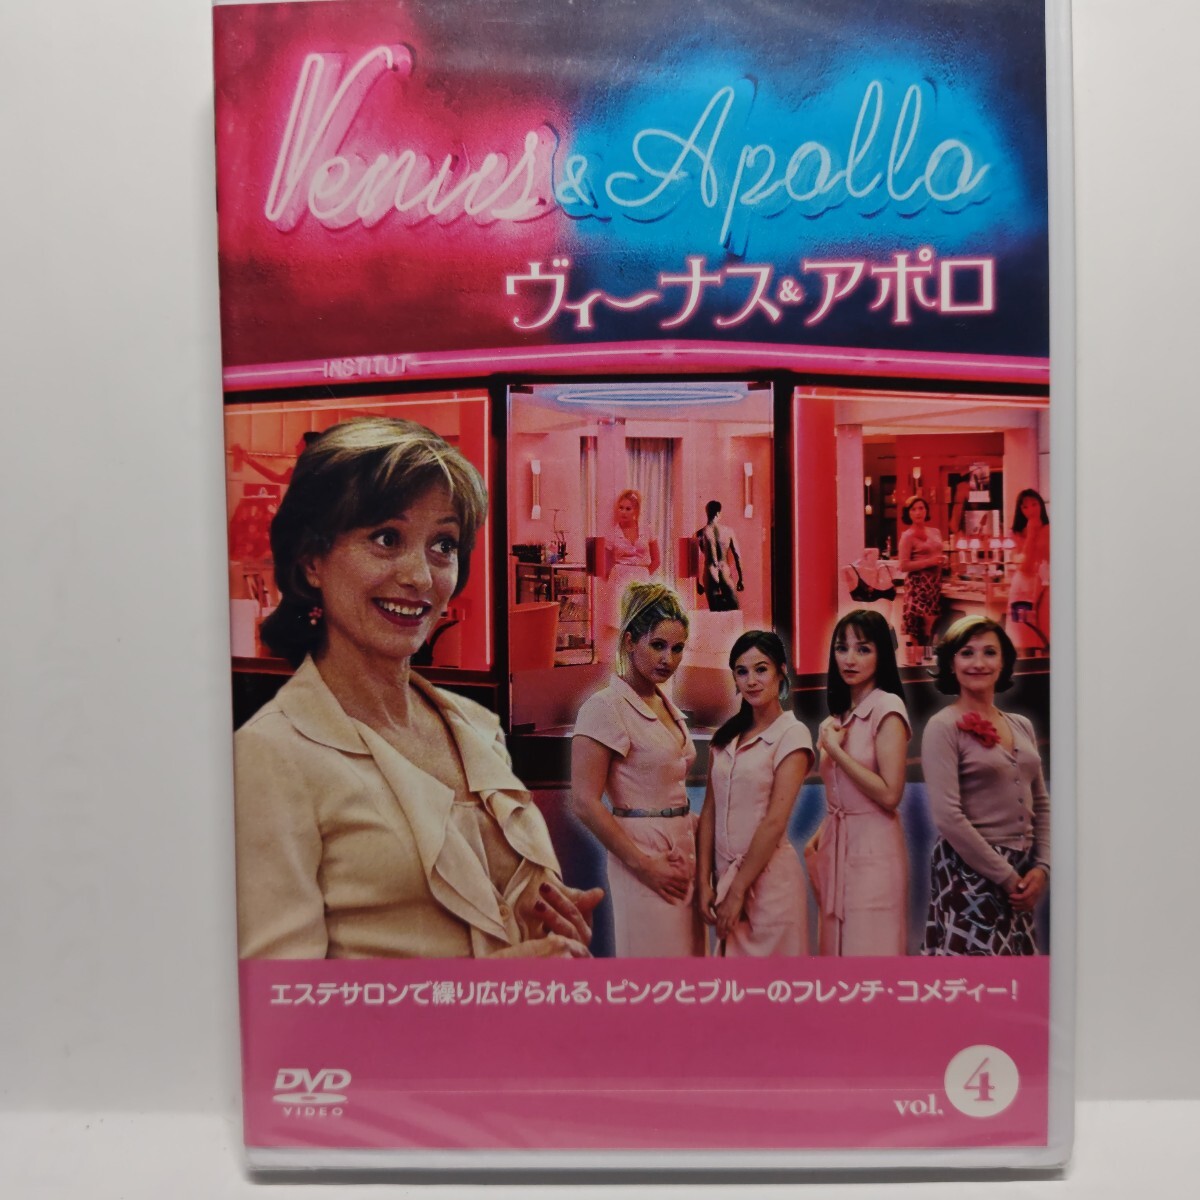 Venus & Apollo
ヴィーナス&アポロ
INSTITUT
エステサロンで繰り広げられる、ピンクとブルーのフレンチ・コメディー!
DVD
VIDEO
vol. 4